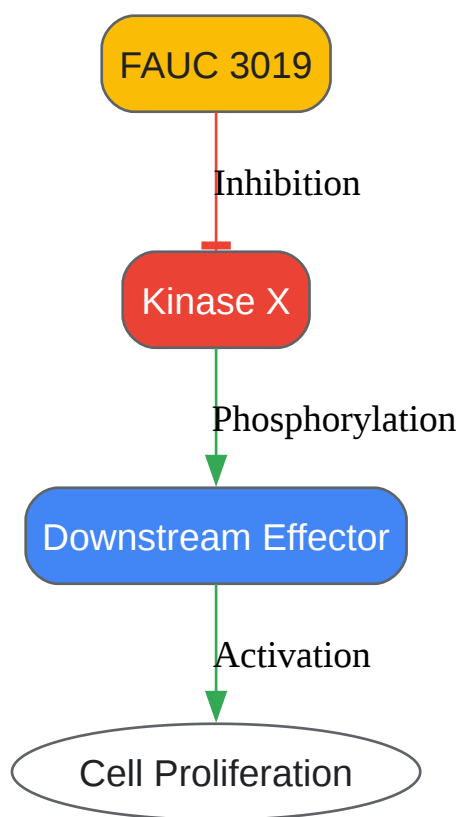 FAUC 3019
Inhibition
Kinase X
Phosphorylation
Downstream Effector
Activation
Cell Proliferation